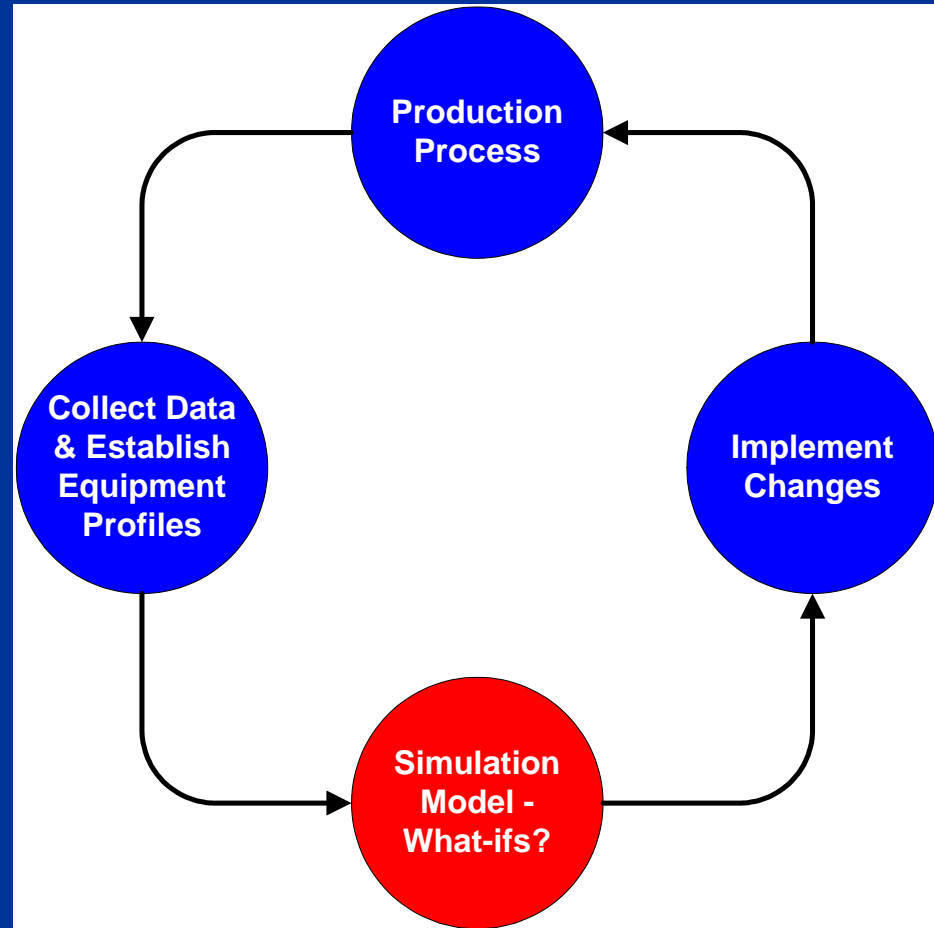 Production
Process
Collect Data
& Establish
Equipment
Profiles
Implement
Changes
Simulation
Model -
What-ifs?